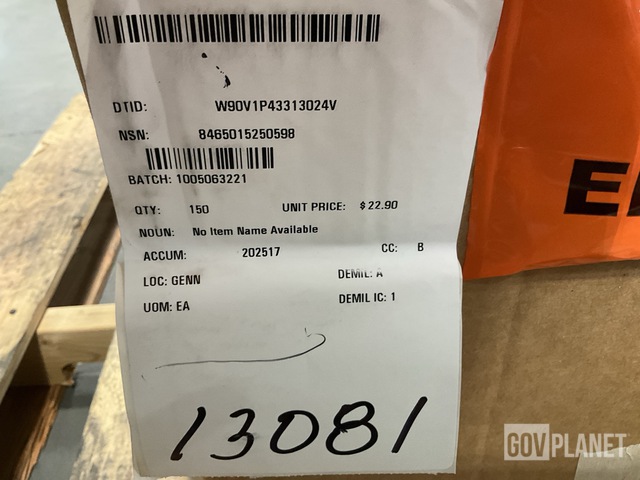 DTID: W90V1P43313024V
NSN: 8465015250598
BATCH: 1005063221
QTY: 150 UNIT PRICE: $ 22.90
NOUN: No Item Name Available
ACCUM: 202517 CC: B
LOC: GENN DEMIL: A
UOM: EA DEMIL IC: 1
13081
GOVPLANET